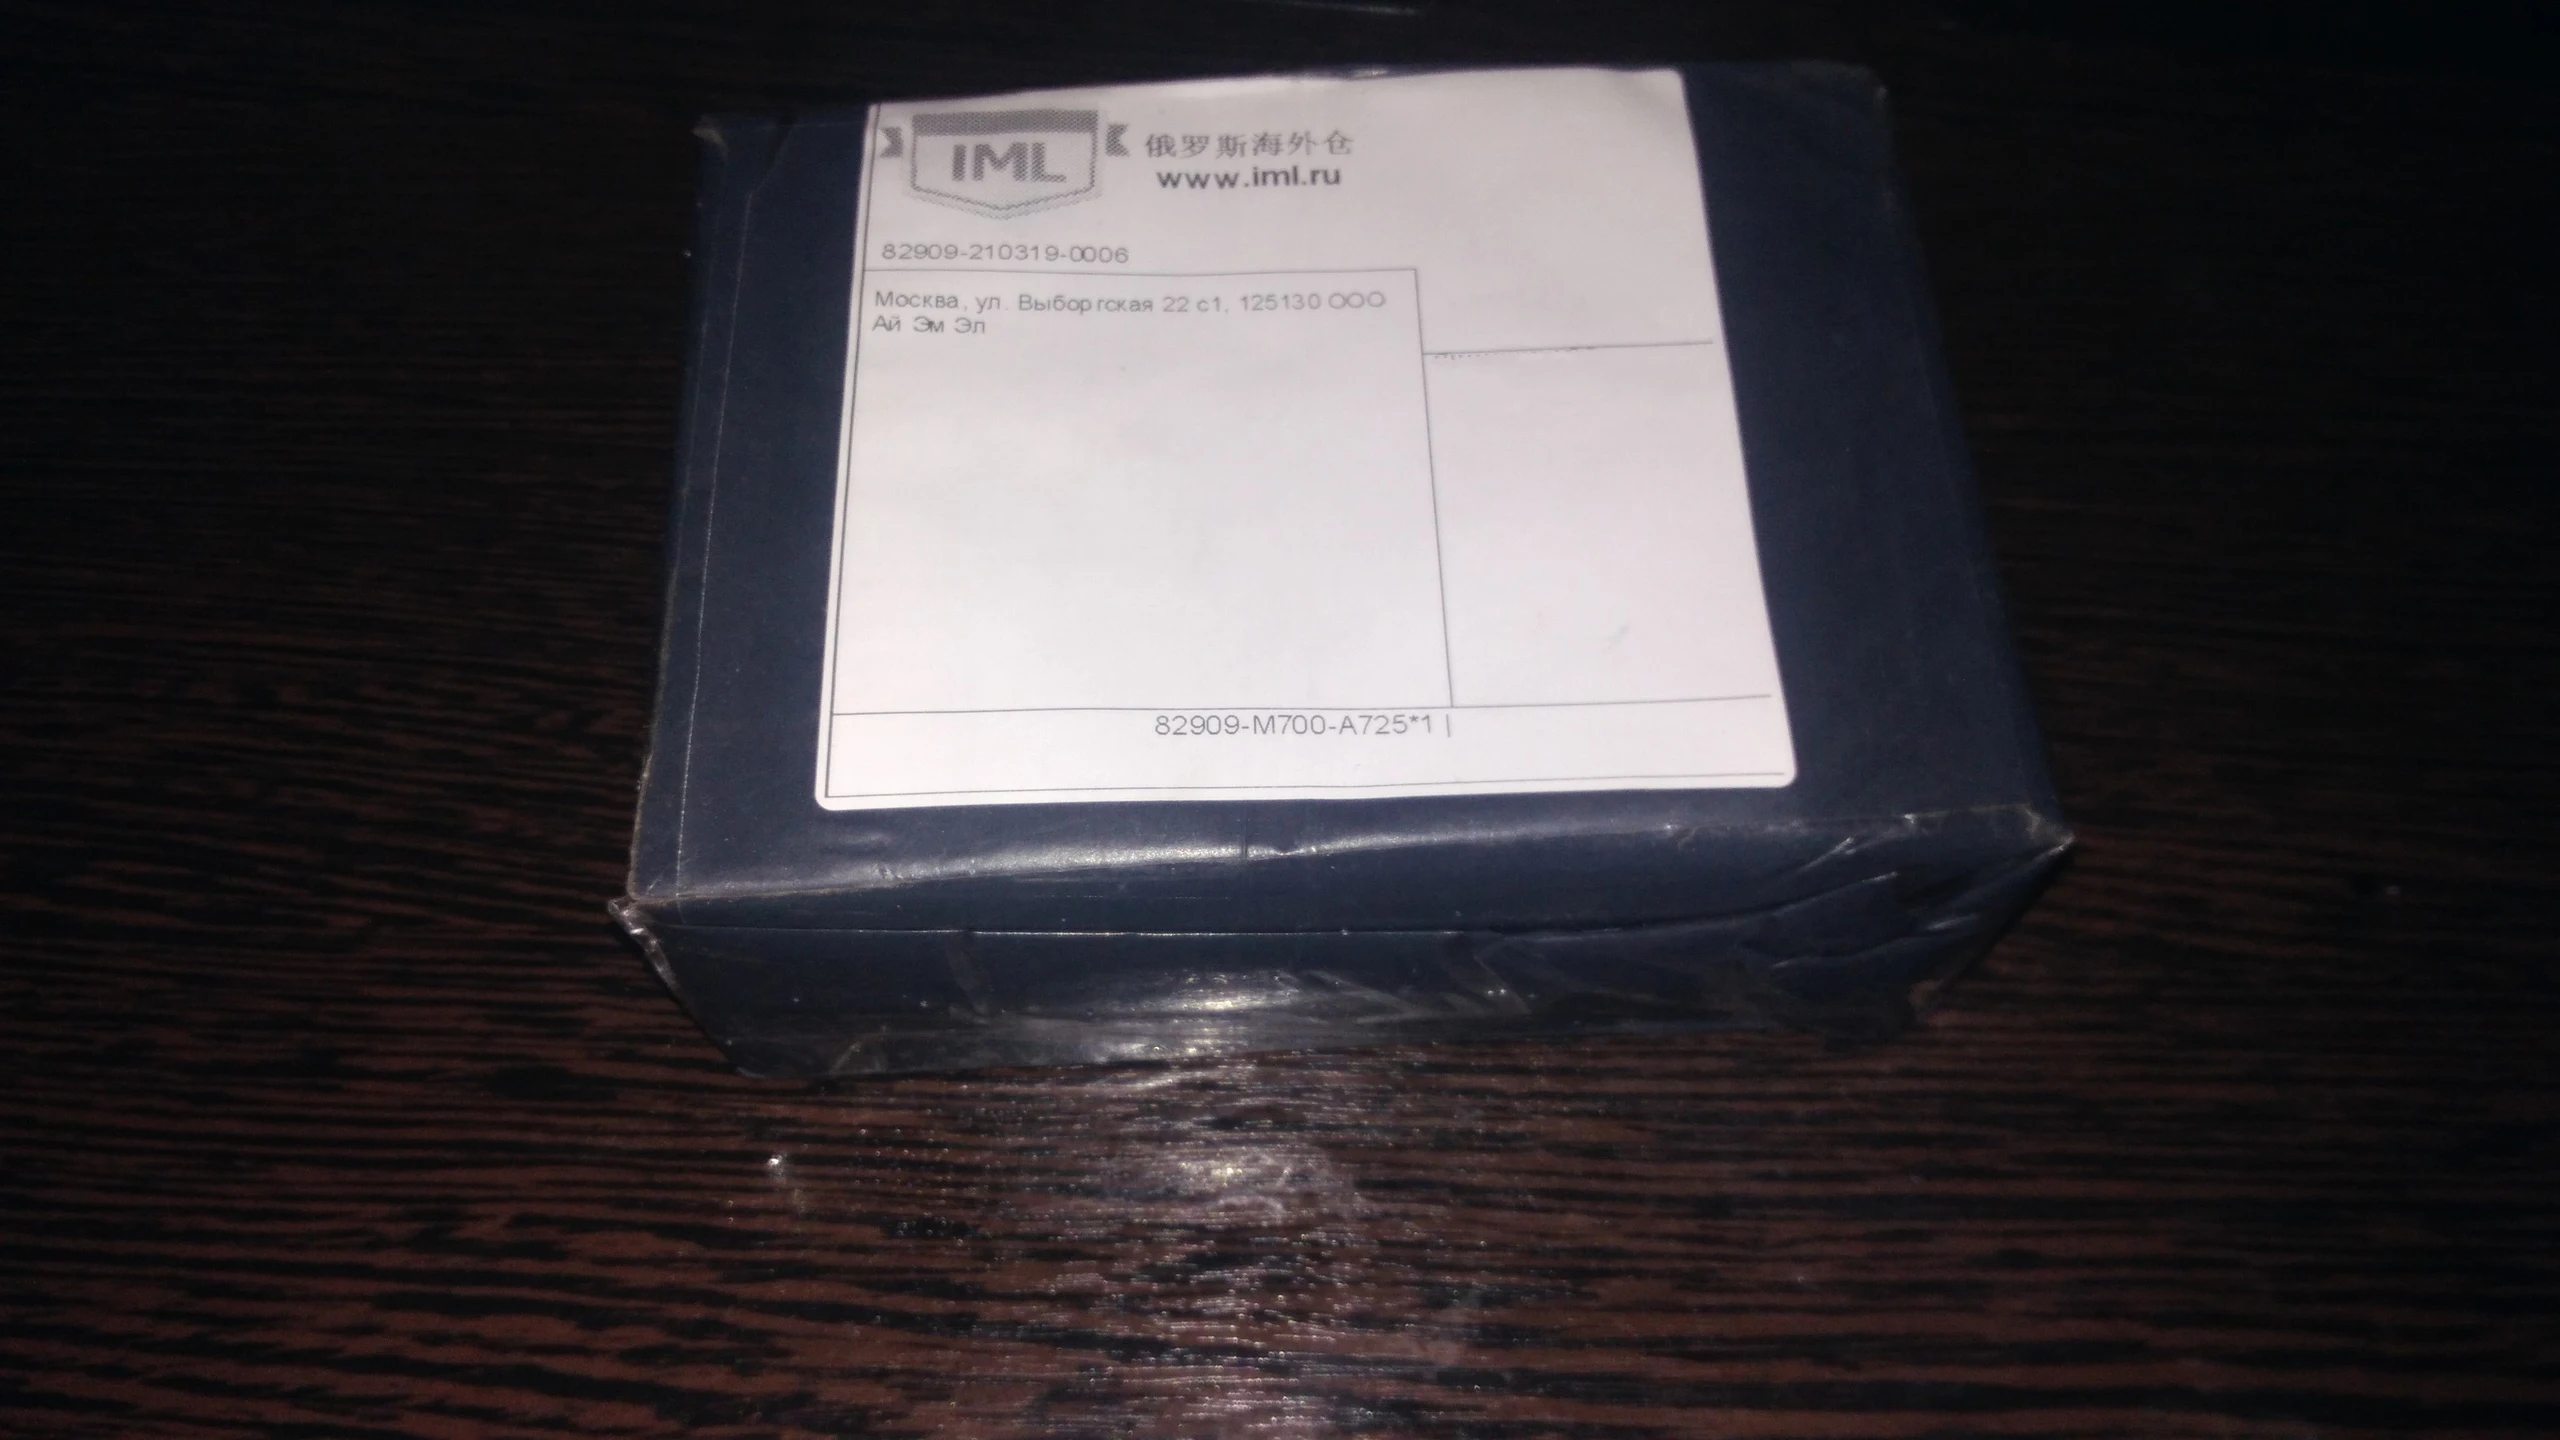 IML
俄罗斯海外仓
www.iml.ru
82909-210319-0006
Москва, ул. Выборгская 22 с1, 125130 ООО
Ай Эм Эл
82909-M700-A725*1 |